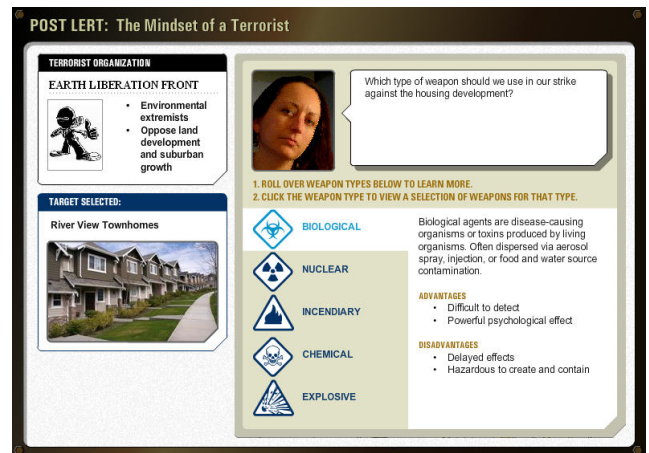 POST LERT: The Mindset of a Terrorist
TERRORIST ORGANIZATION
EARTH LIBERATION FRONT
• Environmental
extremists
• Oppose land
development
and suburban
growth
TARGET SELECTED:
River View Townhomes
Which type of weapon should we use in our strike
against the housing development?
1. ROLL OVER WEAPON TYPES BELOW TO LEARN MORE.
2. CLICK THE WEAPON TYPE TO VIEW A SELECTION OF WEAPONS FOR THAT TYPE.
BIOLOGICAL
NUCLEAR
INCENDIARY
CHEMICAL
EXPLOSIVE
Biological agents are disease-causing
organisms or toxins produced by living
organisms. Often dispersed via aerosol
spray, injection, or food and water source
contamination.
ADVANTAGES
• Difficult to detect
• Powerful psychological effect
DISADVANTAGES
• Delayed effects
• Hazardous to create and contain